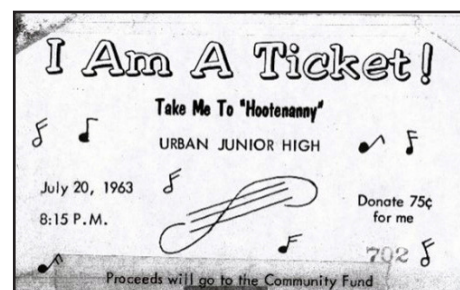 I Am A Ticket!
Take Me To "Hootenanny"
URBAN JUNIOR HIGH
July 20, 1963
8:15 P.M.
Donate 75¢
for me
702
Proceeds will go to the Community Fund